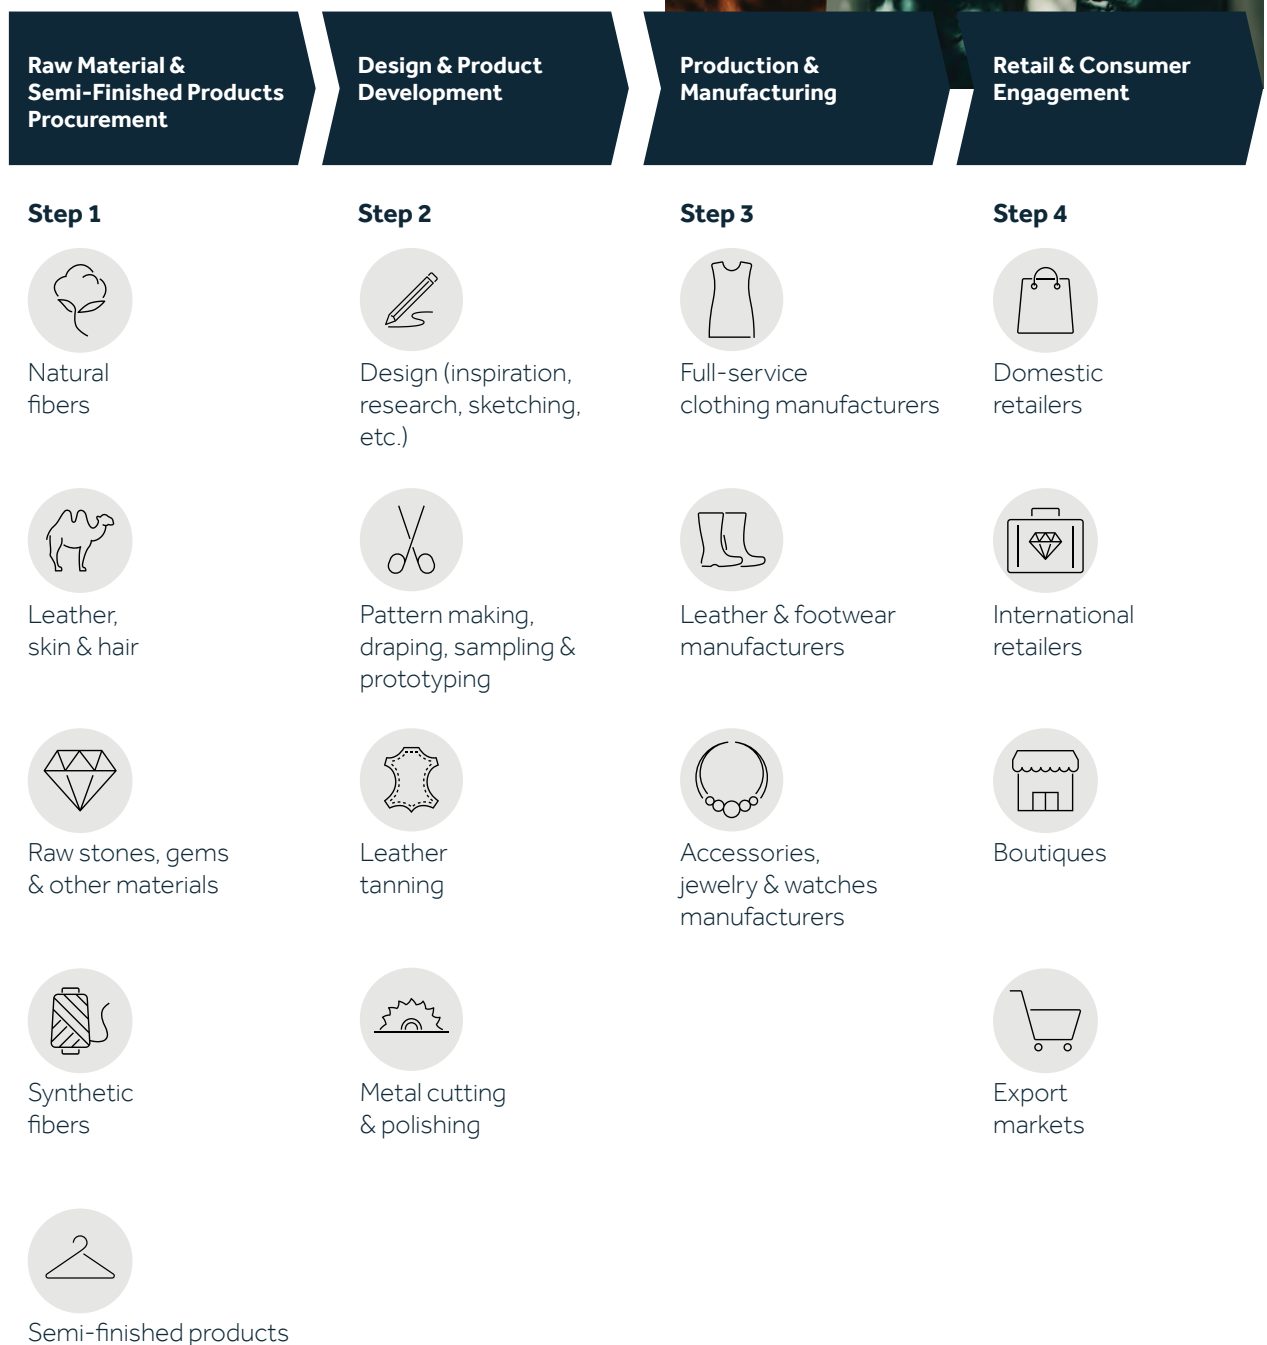 Raw Material &
Semi-Finished Products
Procurement
Design & Product
Development
Production &
Manufacturing
Retail & Consumer
Engagement
Step 1
Natural
fibers
Leather,
skin & hair
Raw stones, gems
& other materials
Synthetic
fibers
Semi-finished products
Step 2
Design (inspiration,
research, sketching,
etc.)
Pattern making,
draping, sampling &
prototyping
Leather
tanning
Metal cutting
& polishing
Step 3
Full-service
clothing manufacturers
Leather & footwear
manufacturers
Accessories,
jewelry & watches
manufacturers
Step 4
Domestic
retailers
International
retailers
Boutiques
Export
markets